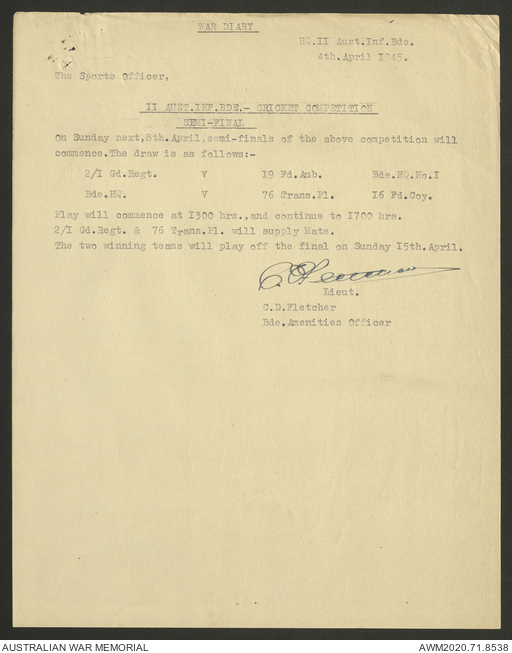 WAR DIARY
HQ.II Aust.Inf.Bde.
4th.April 1945.
The Sports Officer,
II AUST.INF.BDE.- CRICKET COMPETITION
SEMI-FINAL
On Sunday next,8th.April,semi-finals of the above competition will
commence.The draw is as follows:-
2/I Gd.Regt. V I9 Fd.Amb. Bde.HQ.No.I
Bde.HQ. V 76 Trans.Pl. I6 Fd.Coy.
Play will commence at I300 hrs.,and continue to I700 hrs.
2/I Gd.Regt. & 76 Trans.Pl. will supply Mats.
The two winning teams will play off the final on Sunday I5th.April.
Lieut.
C.D.Fletcher
Bde.Amenities Officer
AUSTRALIAN WAR MEMORIAL AWM2020.71.8538